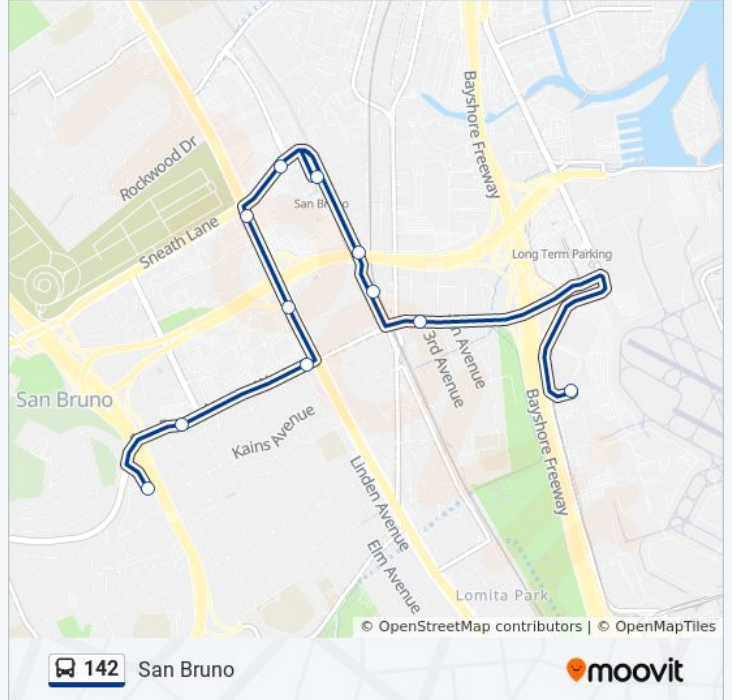 Bayshore Freeway
Rockwood Dr
San B
o
Sneath Lane
Long Term Parking
n Avenue
3rd Avenue
San Bruno
Kains Avenue
Bayshore Freeway
Linden Avenue
Elm Avenue
Lomita Park
© OpenStreetMap contributors | © OpenMapTiles
142 San Bruno
moovit